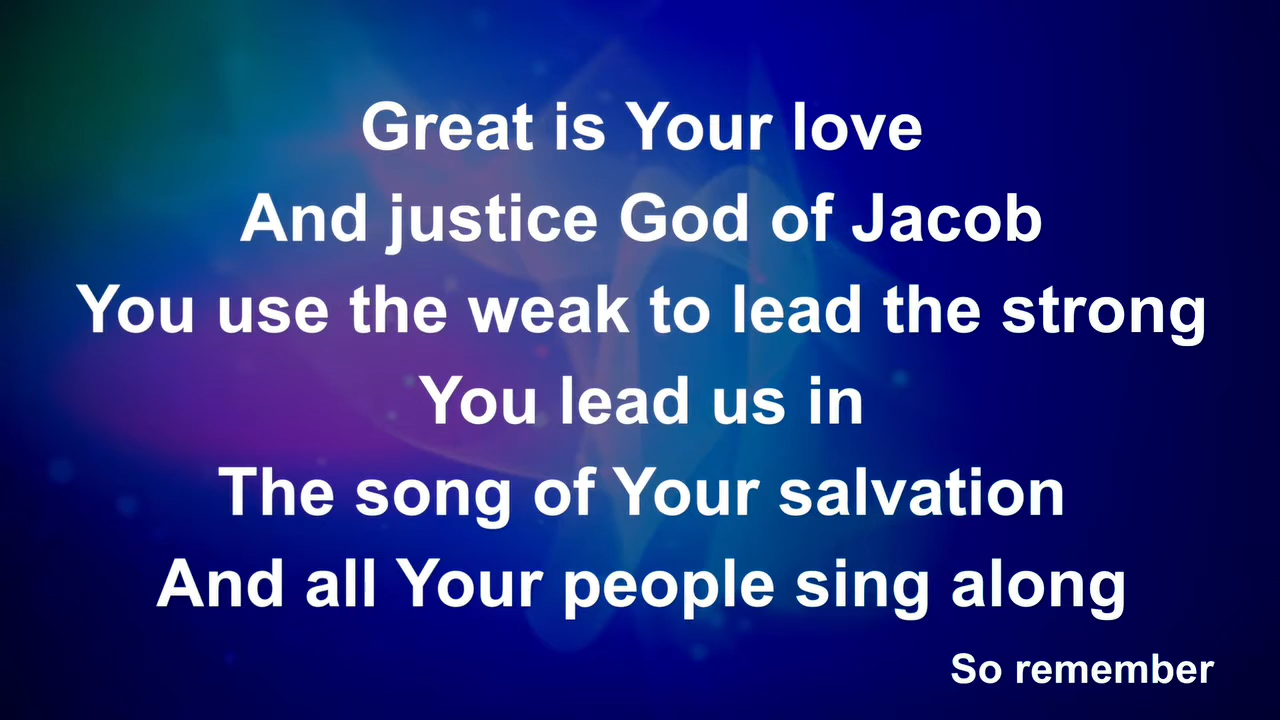 Great is Your love
And justice God of Jacob
You use the weak to lead the strong
You lead us in
The song of Your salvation
And all Your people sing along
So remember